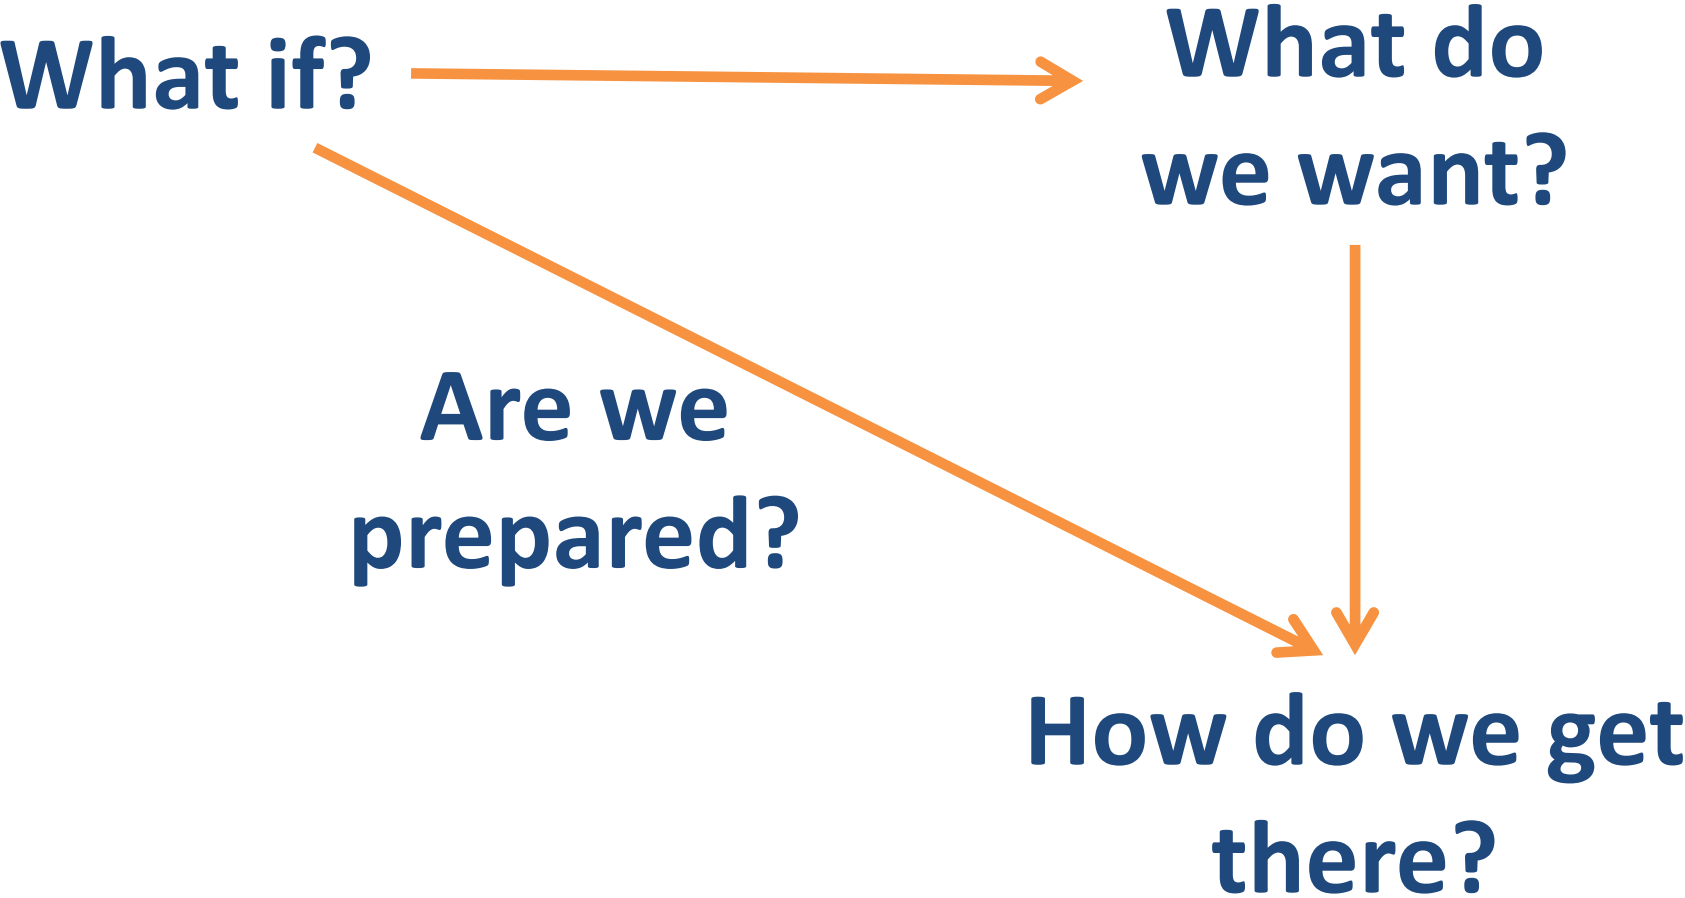 What if?
What do
we want?
Are we
prepared?
How do we get
there?